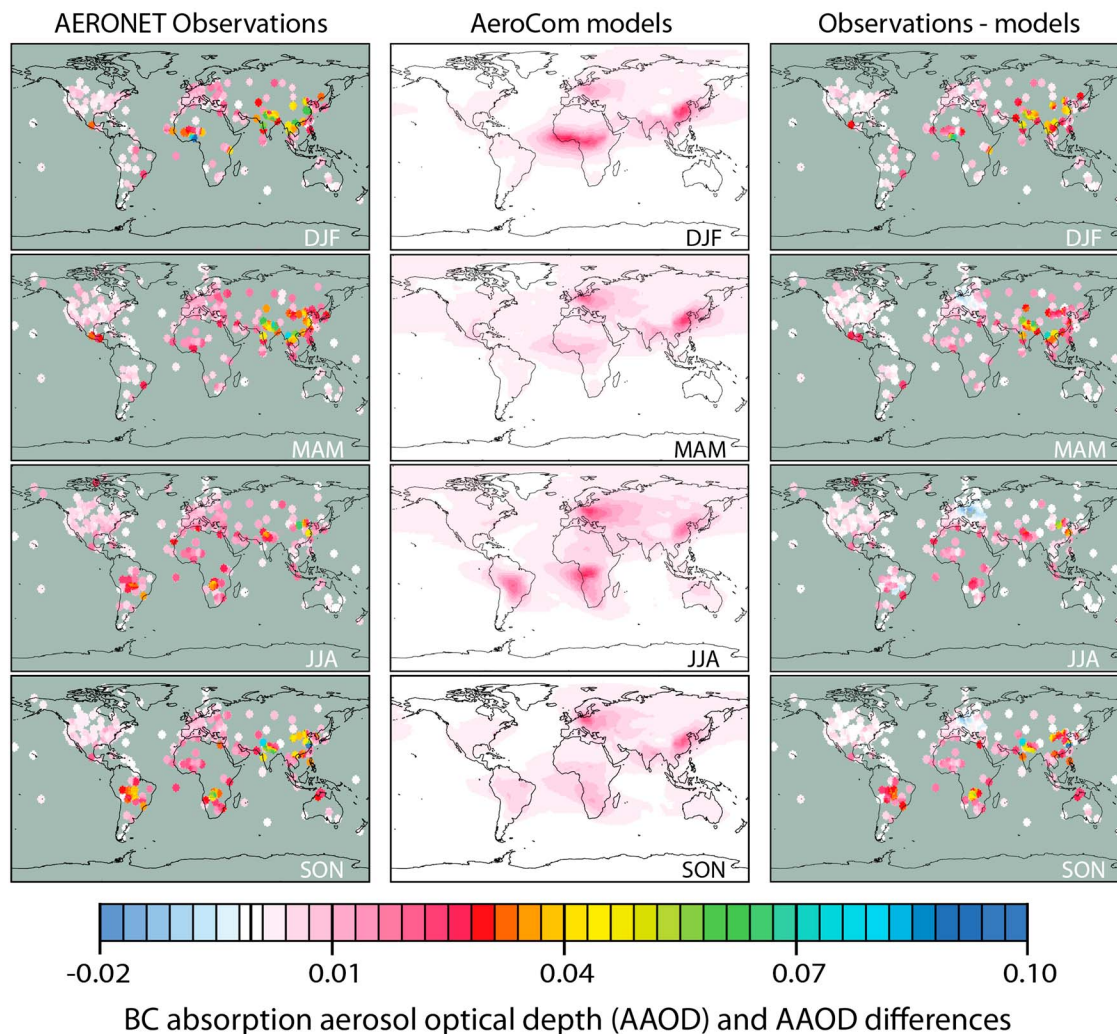 AERONET Observations
AeroCom models
Observations - models
DJF
DJF
DJF
MAM
MAM
MAM
JJA
JJA
JJA
SON
SON
SON
-0.02
0.01
0.04
0.07
0.10
BC absorption aerosol optical depth (AAOD) and AAOD differences